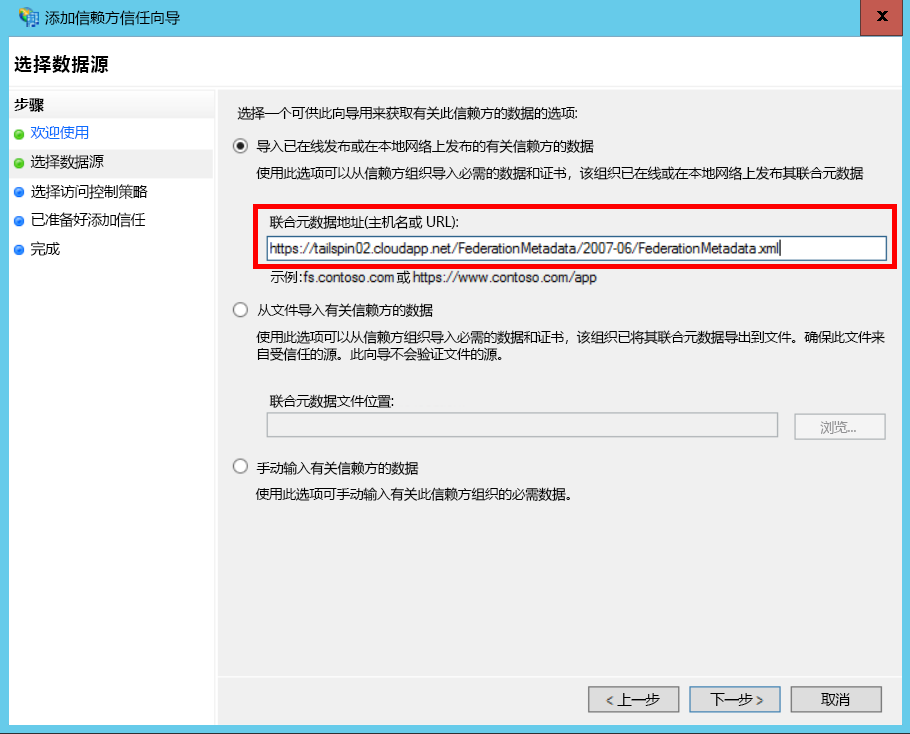 添加信赖方信任向导
x
选择数据源
步骤
欢迎使用
选择数据源
选择访问控制策略
已准备好添加信任
完成
选择一个可供此向导用来获取有关此信赖方的数据的选项:
导入已在线发布或在本地网络上发布的有关信赖方的数据
使用此选项可以从信赖方组织导入必需的数据和证书，该组织已在线或在本地网络上发布其联合元数据
联合元数据地址(主机名或 URL):
https://tailspin02.cloudapp.net/FederationMetadata/2007-06/FederationMetadata.xml
示例:fs.contoso.com 或 https://www.contoso.com/app
从文件导入有关信赖方的数据
使用此选项可以从信赖方组织导入必需的数据和证书，该组织已将其联合元数据导出到文件。确保此文件来
自受信任的源。此向导不会验证文件的源。
联合元数据文件位置:
浏览...
手动输入有关信赖方的数据
使用此选项可手动输入有关此信赖方组织的必需数据。
< 上一步
下一步 >
取消